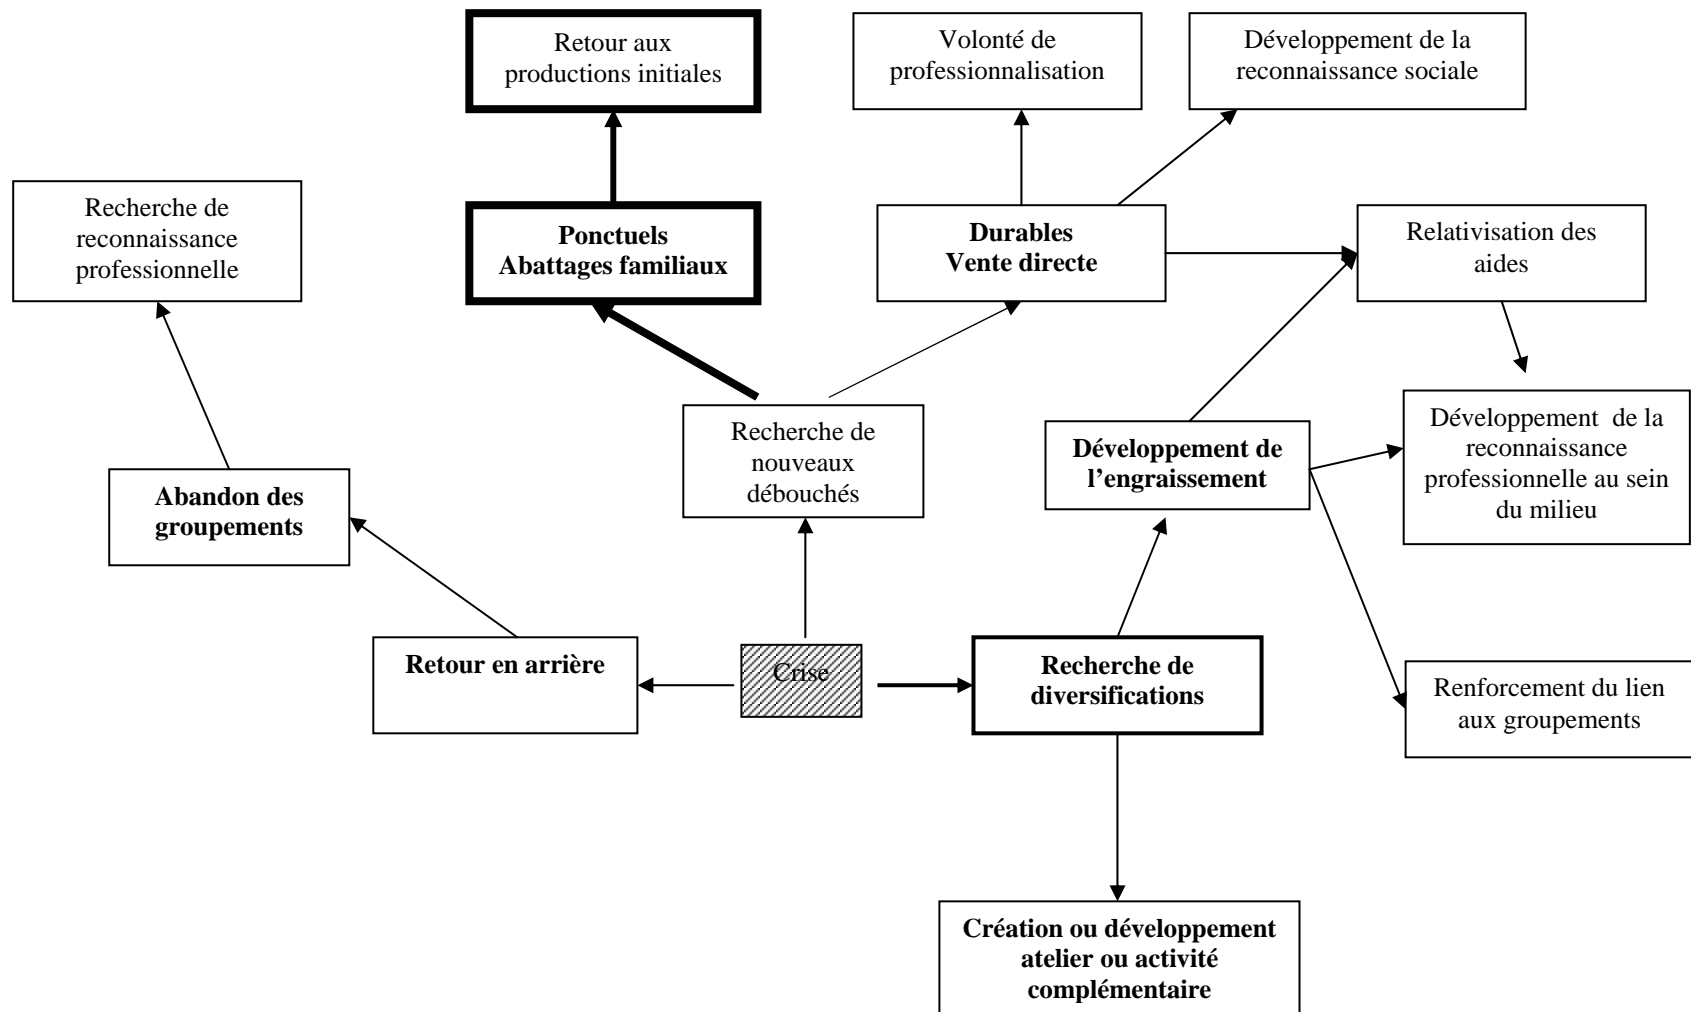 Retour aux
productions initiales
Volonté de
professionnalisation
Développement de la
reconnaissance sociale
Recherche de
reconnaissance
professionnelle
Ponctuels
Abattages familiaux
Durables
Vente directe
Relativisation des
aides
Recherche de
nouveaux
débouchés
Développement de
l’engraissement
Développement  de la
reconnaissance
professionnelle au sein
du milieu
Abandon des
groupements
Retour en arrière
Crise
Recherche de
diversifications
Renforcement du lien
aux groupements
Création ou développement
atelier ou activité
complémentaire